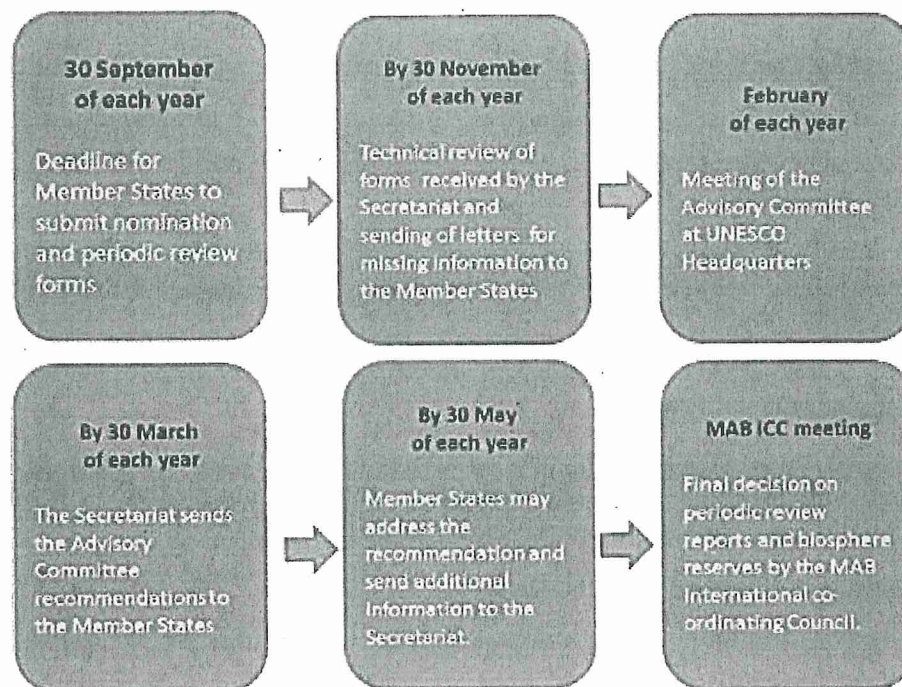 30 September
of each year
Deadline for
Member States to
submit nomination
and periodic review
forms
By 30 November
of each year
Technical review of
forms received by the
Secretariat and
sending of letters for
missing information to
the Member States
February
of each year
Meeting of the
Advisory Committee
at UNESCO
Headquarters
By 30 March
of each year
The Secretariat sends
the Advisory
Committee
recommendations to
the Member States
By 30 May
of each year
Member States may
address the
recommendation and
send additional
information to the
Secretariat.
MAB ICC meeting
Final decision on
periodic review
reports and biosphere
reserves by the MAB
International co-
ordinating Council.